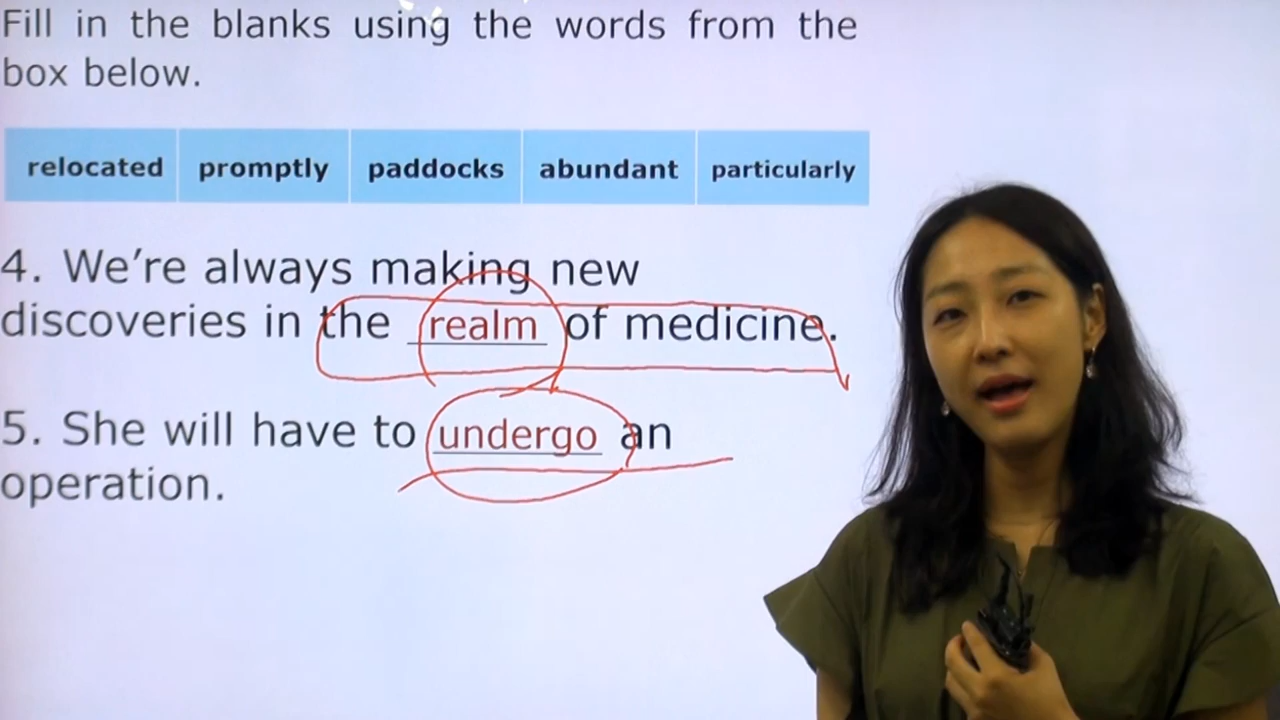 Fill in the blanks using the words from the
box below.
relocated promptly paddocks abundant particularly
4. We're always making new
discoveries in the realm of medicine.
5. She will have to undergo an
operation.